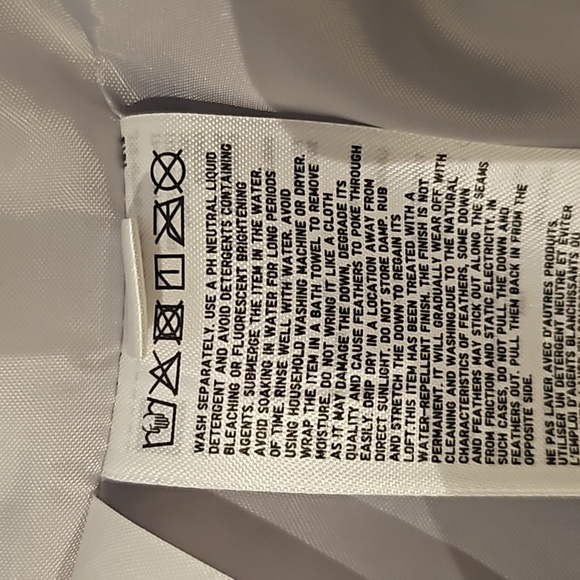 WASH SEPARATELY. USE A PH NEUTRAL LIQUID
DETERGENT AND AVOID DETERGENTS CONTAINING
BLEACHING OR FLUORESCENT BRIGHTENING
AGENTS. SUBMERGE THE ITEM IN THE WATER.
AVOID SOAKING IN WATER FOR LONG PERIODS
OF TIME. RINSE WELL WITH WATER. AVOID
USING HOUSEHOLD WASHING MACHINE OR DRYER.
WRAP THE ITEM IN A BATH TOWEL TO REMOVE
MOISTURE. DO NOT WRING IT LIKE A CLOTH
AS IT MAY DAMAGE THE DOWN, DEGRADE ITS
QUALITY AND CAUSE FEATHERS TO POKE THROUGH
EASILY. DRIP DRY IN A LOCATION AWAY FROM
DIRECT SUNLIGHT. DO NOT STORE DAMP. RUB
AND STRETCH THE DOWN TO REGAIN ITS
LOFT.THIS ITEM HAS BEEN TREATED WITH A
WATER-REPELLENT FINISH. THE FINISH IS NOT
PERMANENT. IT WILL GRADUALLY WEAR OFF WITH
CLEANING AND WASHING.DUE TO THE NATURAL
CHARACTERISTICS OF FEATHERS, SOME DOWN
AND FEATHERS MAY STICK OUT ALONG THE SEAMS
FROM FRICTION AND STATIC ELECTRICITY. IN
SUCH CASES, DO NOT PULL THE DOWN AND
FEATHERS OUT. PULL THEM BACK IN FROM THE
OPPOSITE SIDE.
NE PAS LAVER AVEC D'AUTRES PRODUITS.
UTILISER UN DETERGENT NEUTRE ET EVITER
L'EMPLOI D'AGENTS BLANCHISSANTS OU